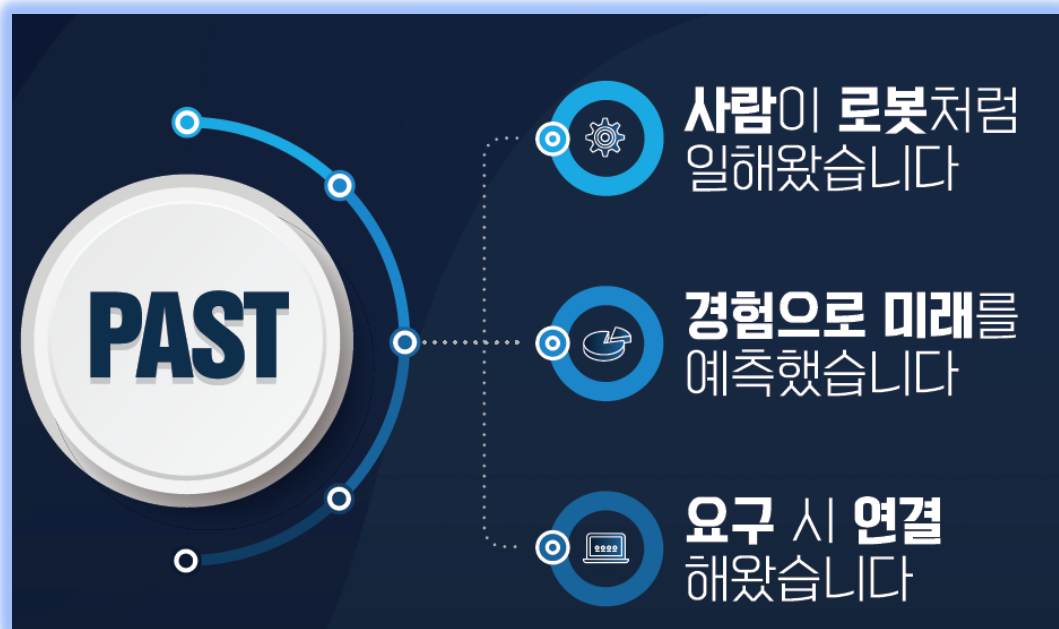 PAST
사람이 로봇처럼
일해왔습니다
경험으로 미래를
예측했습니다
요구 시 연결
해왔습니다